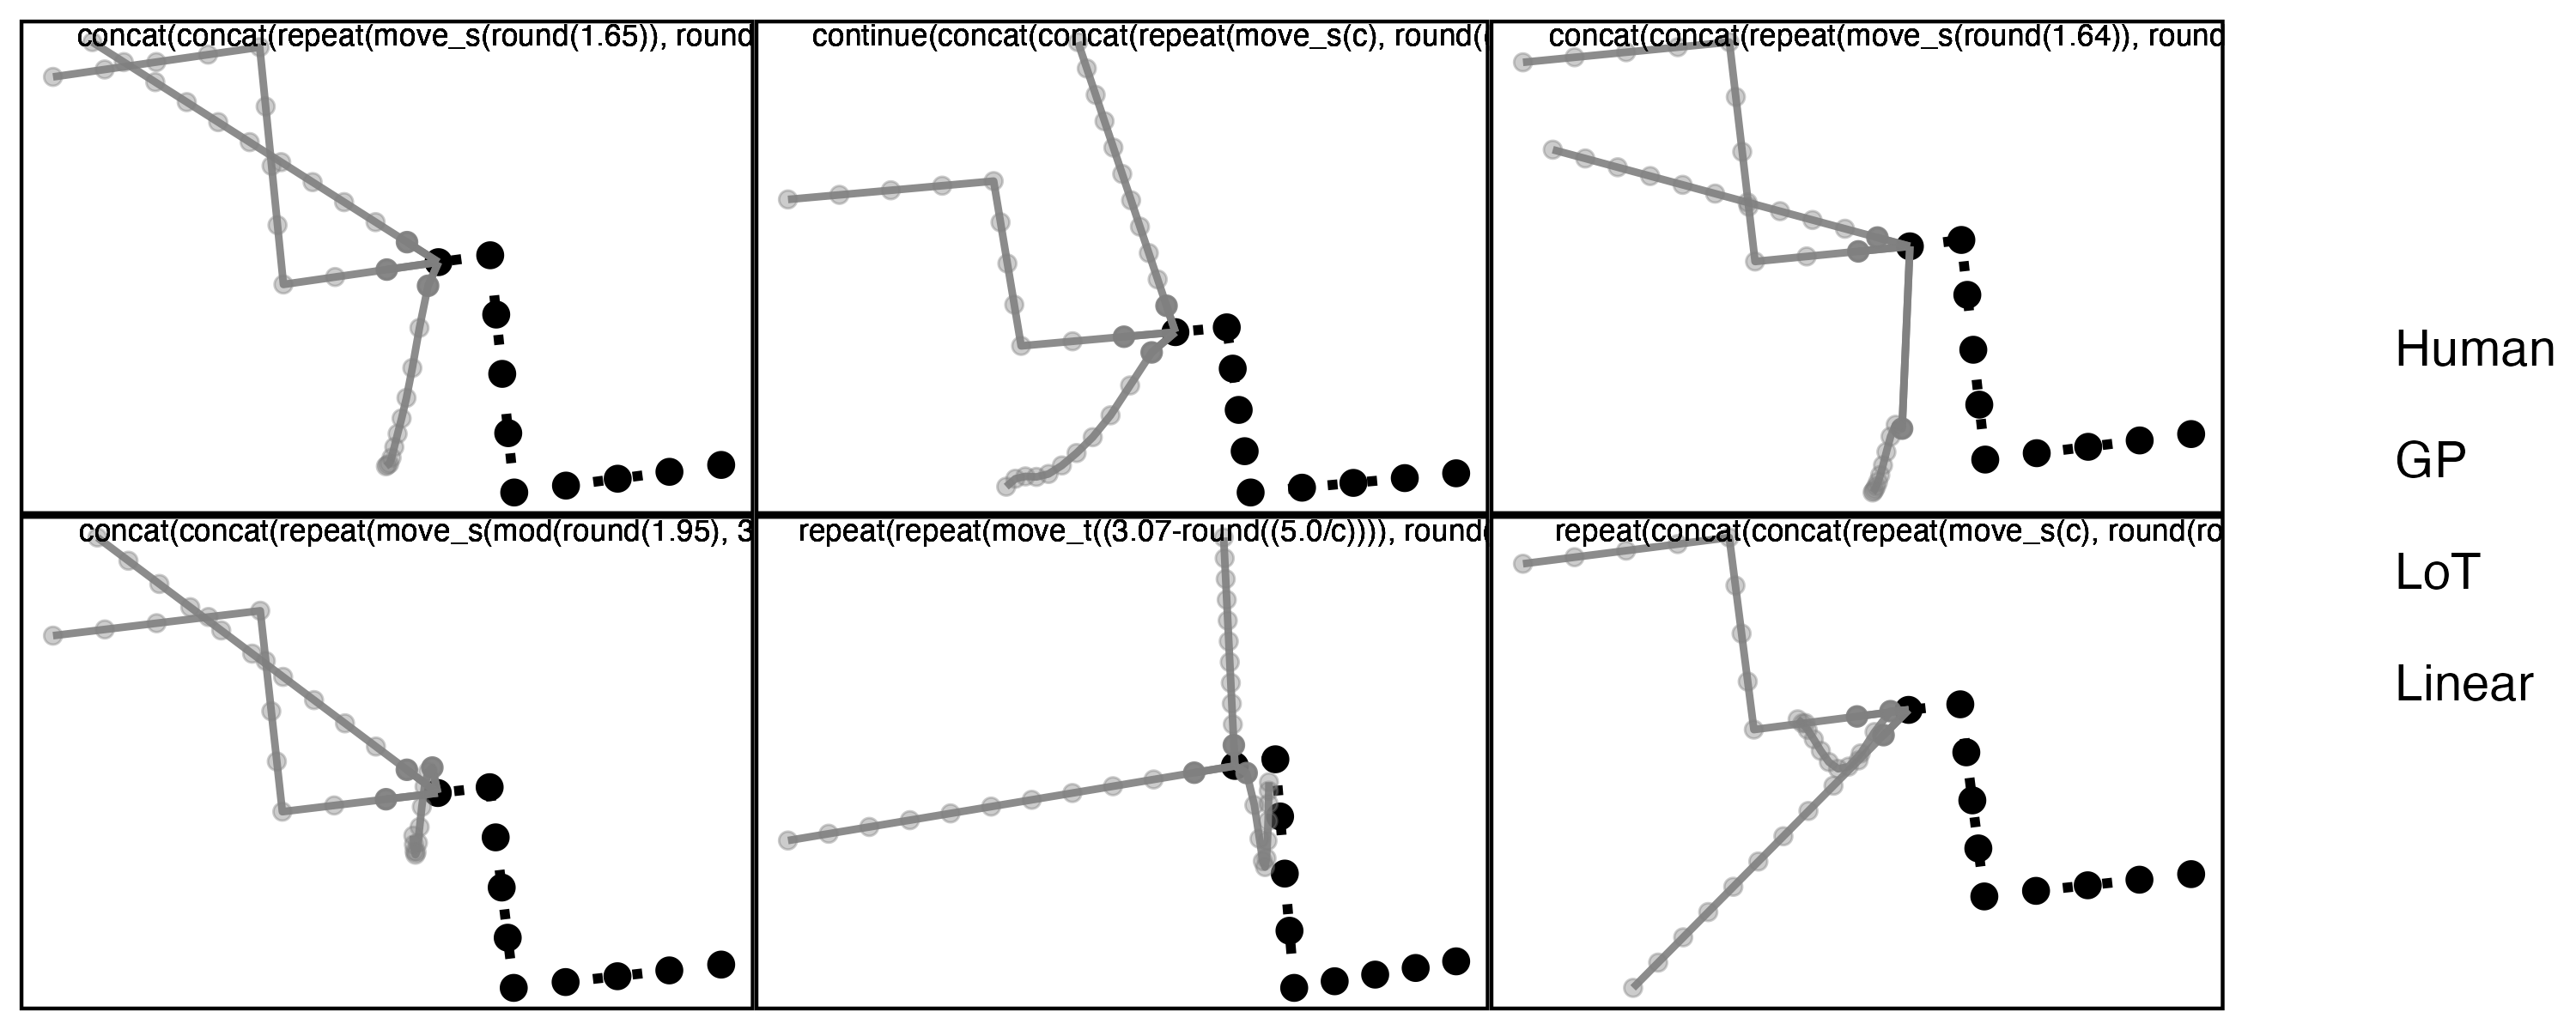 concat(concat(repeat(move_s(round(1.65)), round
continue(concat(concat(repeat(move_s(c), round(
concat(concat(repeat(move_s(round(1.64)), round
concat(concat(repeat(move_s(mod(round(1.95), 3
repeat(repeat(move_t((3.07-round((5.0/c)))), round
repeat(concat(concat(repeat(move_s(c), round(ro
Human
GP
LoT
Linear